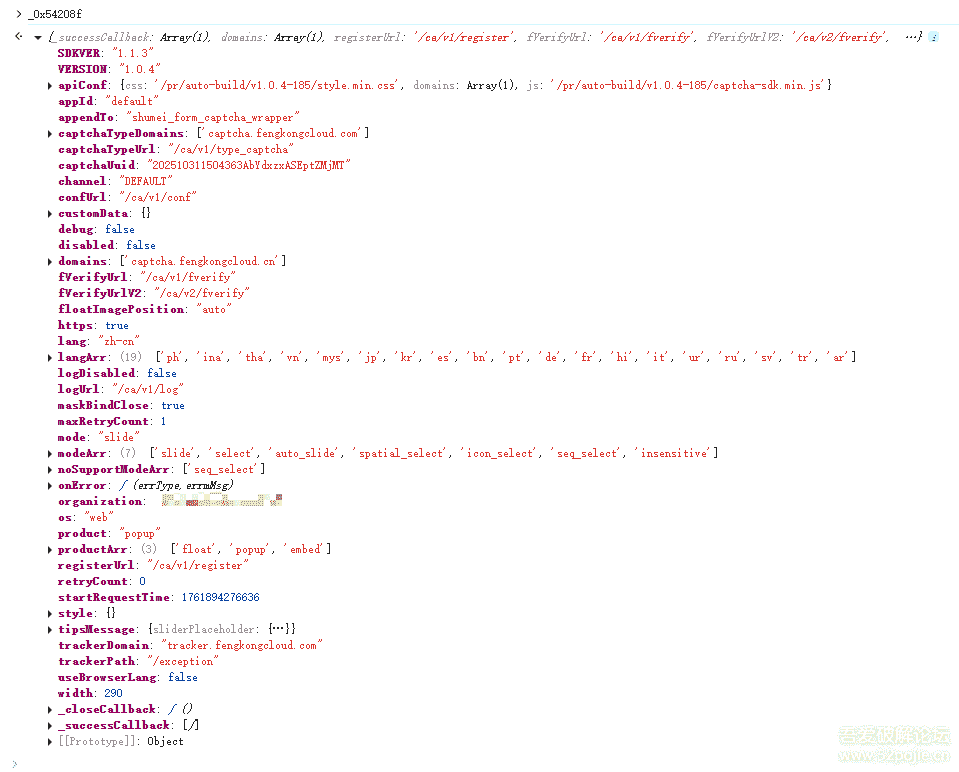 > _0x54208f
{_successCallback: Array(1), domains: Array(1), registerUrl: '/ca/v1/register', fVerifyUrl: '/ca/v1/fverify', fVerifyUrlV2: '/ca/v2/fverify', …}
SDKVER: "1.1.3"
VERSION: "1.0.4"
apiConf: {css: '/pr/auto-build/v1.0.4-185/style.min.css', domains: Array(1), js: '/pr/auto-build/v1.0.4-185/captcha-sdk.min.js'}
appId: "default"
appendTo: "shumei_form_captcha_wrapper"
captchaTypeDomains: ['captcha.fengkongcloud.com']
captchaTypeUrl: "/ca/v1/type_captcha"
captchaUuid: "202510311504363AbYdxzxASEptZMjMT"
channel: "DEFAULT"
confUrl: "/ca/v1/conf"
customData: {}
debug: false
disabled: false
domains: ['captcha.fengkongcloud.cn']
fVerifyUrl: "/ca/v1/fverify"
fVerifyUrlV2: "/ca/v2/fverify"
floatImagePosition: "auto"
https: true
lang: "zh-cn"
langArr: (19) ['ph', 'ina', 'tha', 'vn', 'mys', 'jp', 'kr', 'es', 'bn', 'pt', 'de', 'fr', 'hi', 'it', 'ur', 'ru', 'sv', 'tr', 'ar']
logDisabled: false
logUrl: "/ca/v1/log"
maskBindClose: true
maxRetryCount: 1
mode: "slide"
modeArr: (7) ['slide', 'select', 'auto_slide', 'spatial_select', 'icon_select', 'seq_select', 'insensitive']
noSupportModeArr: ['seq_select']
onError: ƒ (errType,errmMsg)
organization:
os: "web"
product: "popup"
productArr: (3) ['float', 'popup', 'embed']
registerUrl: "/ca/v1/register"
retryCount: 0
startRequestTime: 1761894276636
style: {}
tipsMessage: {sliderPlaceholder: {…}}
trackerDomain: "tracker.fengkongcloud.com"
trackerPath: "/exception"
useBrowserLang: false
width: 290
_closeCallback: ƒ ()
_successCallback: [ƒ]
[[Prototype]]: Object
吾爱破解论坛
www.52pojie.cn
>